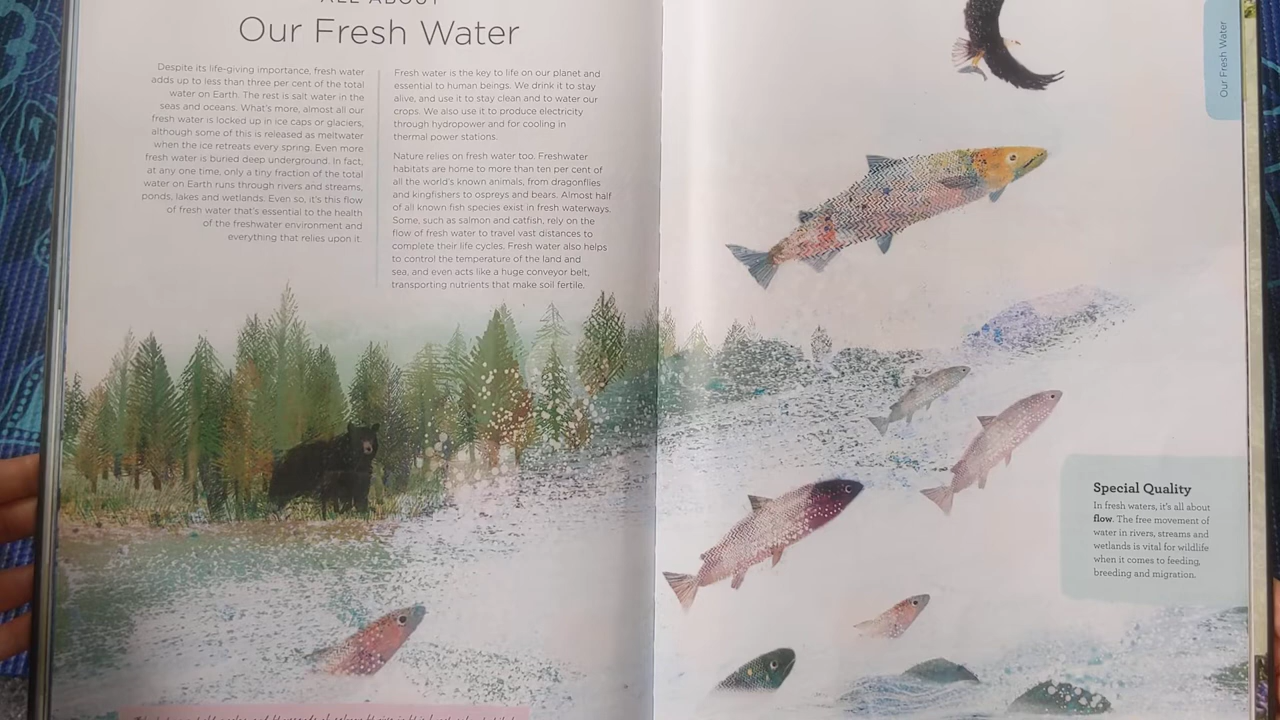 ALL ABOUT
Our Fresh Water
Despite its life-giving importance, fresh water
adds up to less than three per cent of the total
water on Earth. The rest is salt water in the
seas and oceans. What's more, almost all our
fresh water is locked up in ice caps or glaciers,
although some of this is released as meltwater
when the ice retreats every spring. Even more
fresh water is buried deep underground. In fact,
at any one time, only a tiny fraction of the total
water on Earth runs through rivers and streams,
ponds, lakes and wetlands. Even so, it's this flow
of fresh water that's essential to the health
of the freshwater environment and
everything that relies upon it.
Fresh water is the key to life on our planet and
essential to human beings. We drink it to stay
alive, and use it to stay clean and to water our
crops. We also use it to produce electricity
through hydropower and for cooling in
thermal power stations.
Nature relies on fresh water too. Freshwater
habitats are home to more than ten per cent of
all the world's known animals, from dragonflies
and kingfishers to ospreys and bears. Almost half
of all known fish species exist in fresh waterways.
Some, such as salmon and catfish, rely on the
flow of fresh water to travel vast distances to
complete their life cycles. Fresh water also helps
to control the temperature of the land and
sea, and even acts like a huge conveyor belt,
transporting nutrients that make soil fertile.
Our Fresh Water
Special Quality
In fresh waters, it's all about
flow. The free movement of
water in rivers, streams and
wetlands is vital for wildlife
when it comes to feeding,
breeding and migration.